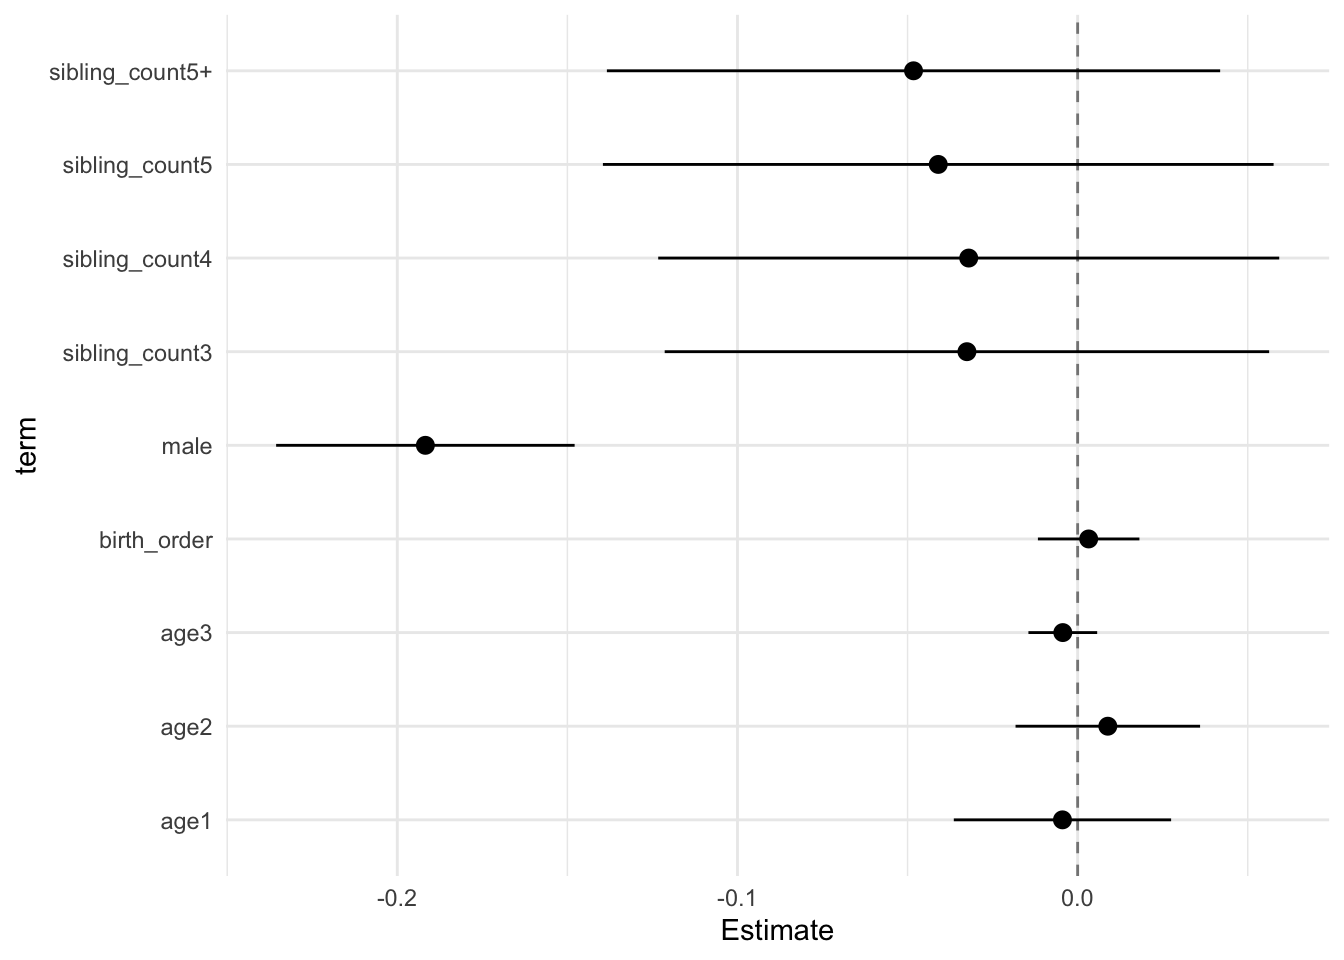 sibling_count5+
sibling_count5
sibling_count4
sibling_count3
male
birth_order
age3
age2
age1
term
-0.2
-0.1
0.0
Estimate